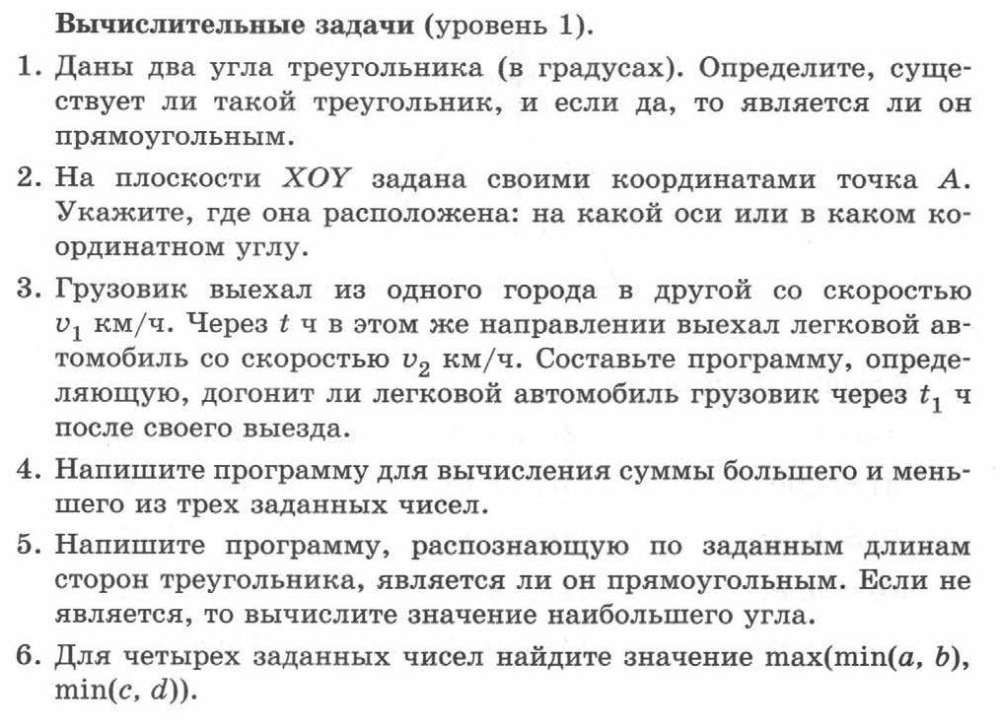 Вычислительные задачи (уровень 1).
1. Даны два угла треугольника (в градусах). Определите, суще-
ствует ли такой треугольник, и если да, то является ли он
прямоугольным.
2. На плоскости XOY задана своими координатами точка A.
Укажите, где она расположена: на какой оси или в каком ко-
ординатном углу.
3. Грузовик выехал из одного города в другой со скоростью
v₁ км/ч. Через t ч в этом же направлении выехал легковой ав-
томобиль со скоростью v₂ км/ч. Составьте программу, опреде-
ляющую, догонит ли легковой автомобиль грузовик через t₁ ч
после своего выезда.
4. Напишите программу для вычисления суммы большего и мень-
шего из трех заданных чисел.
5. Напишите программу, распознающую по заданным длинам
сторон треугольника, является ли он прямоугольным. Если не
является, то вычислите значение наибольшего угла.
6. Для четырех заданных чисел найдите значение max(min(a, b),
min(c, d)).